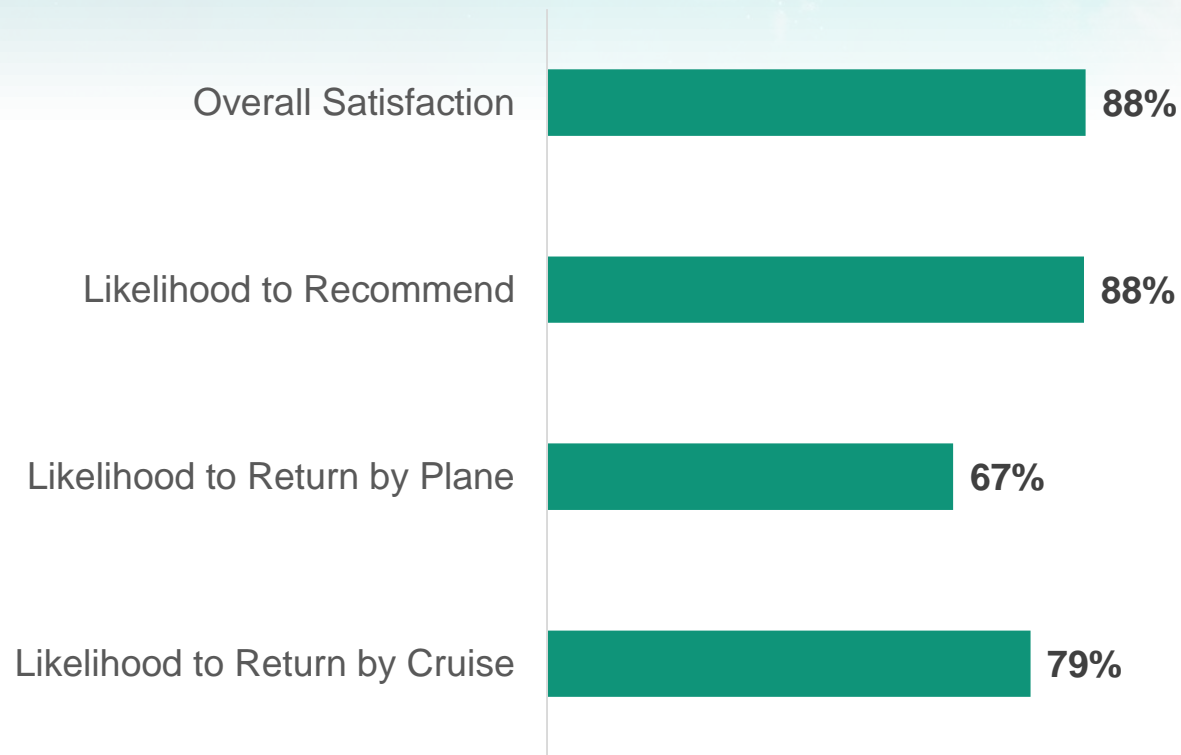 Overall Satisfaction 88%
Likelihood to Recommend 88%
Likelihood to Return by Plane 67%
Likelihood to Return by Cruise 79%